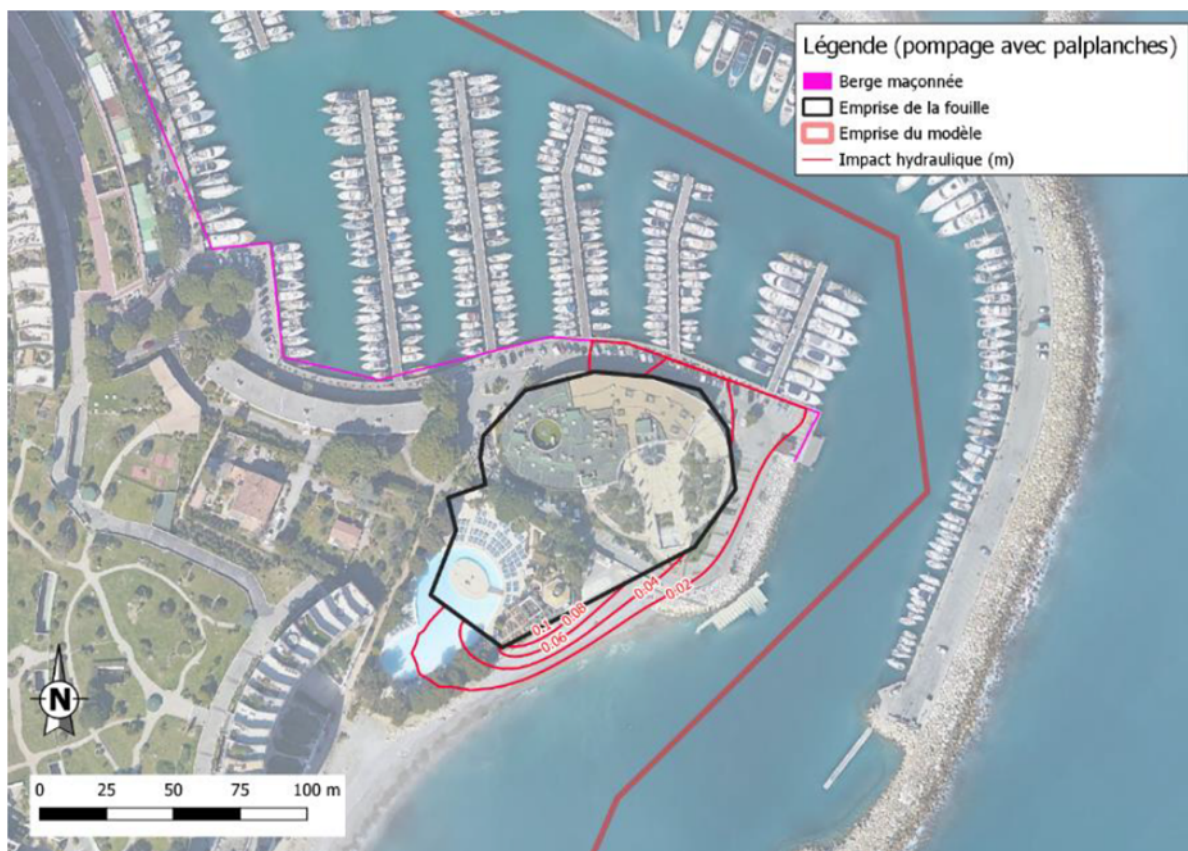 Légende (pompage avec palplanches)
Berge maçonnée
Emprise de la fouille
Emprise du modèle
Impact hydraulique (m)
0.04
0.02
0.08
0.1
0.06
N
0 25 50 75 100 m